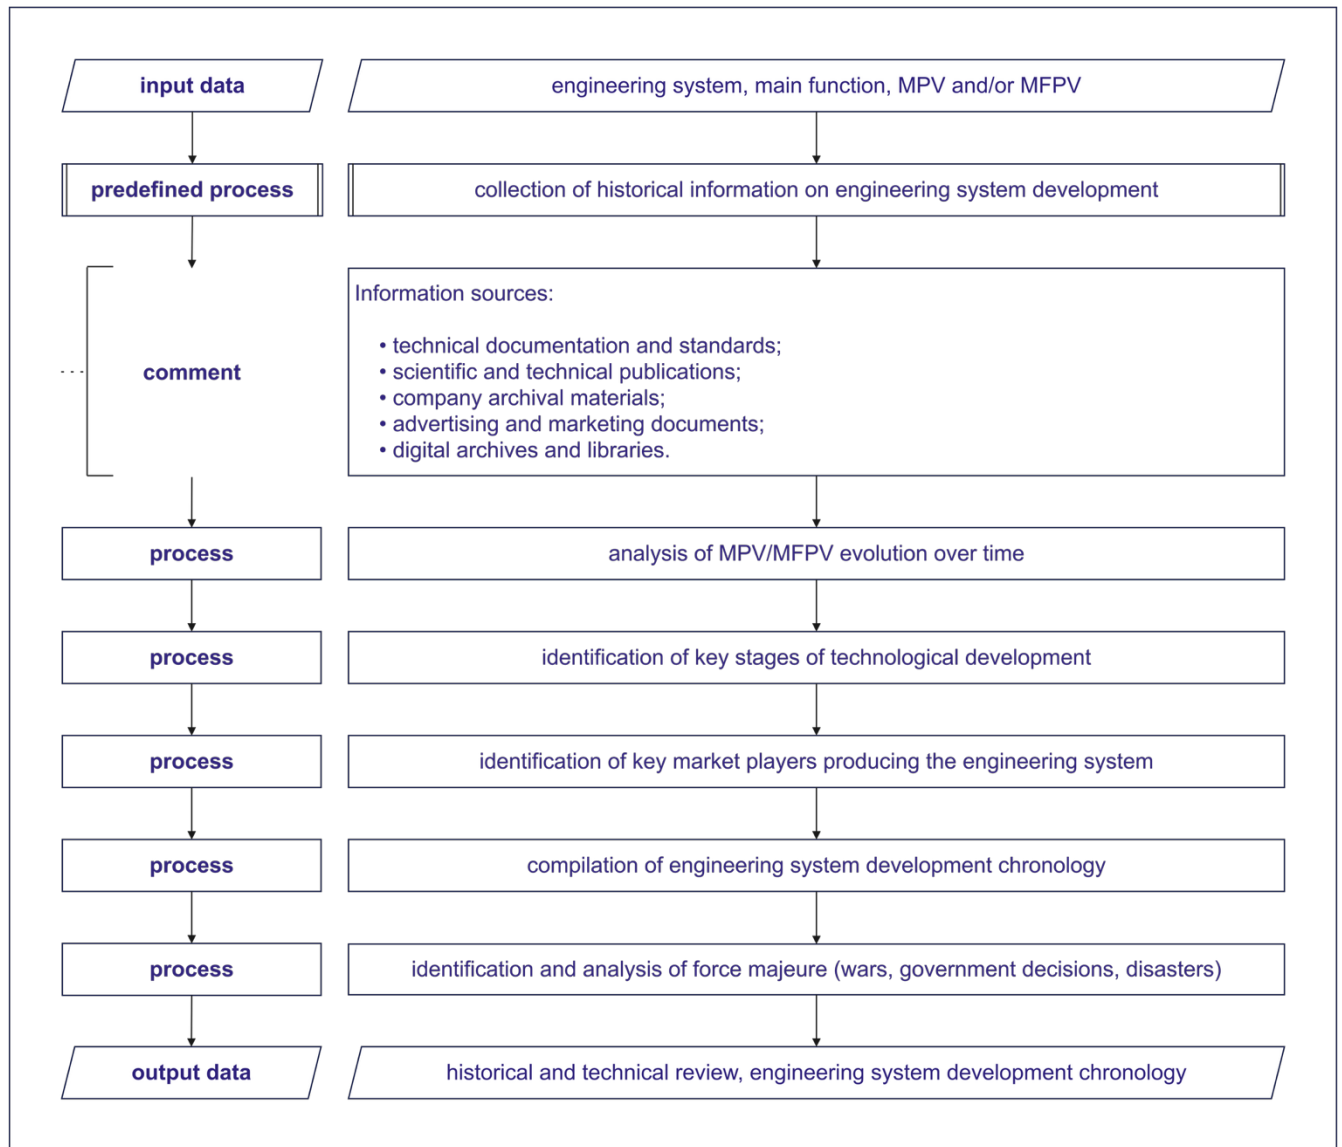 input data
engineering system, main function, MPV and/or MFPV
predefined process
collection of historical information on engineering system development
comment
Information sources:
• technical documentation and standards;
• scientific and technical publications;
• company archival materials;
• advertising and marketing documents;
• digital archives and libraries.
process
analysis of MPV/MFPV evolution over time
process
identification of key stages of technological development
process
identification of key market players producing the engineering system
process
compilation of engineering system development chronology
process
identification and analysis of force majeure (wars, government decisions, disasters)
output data
historical and technical review, engineering system development chronology